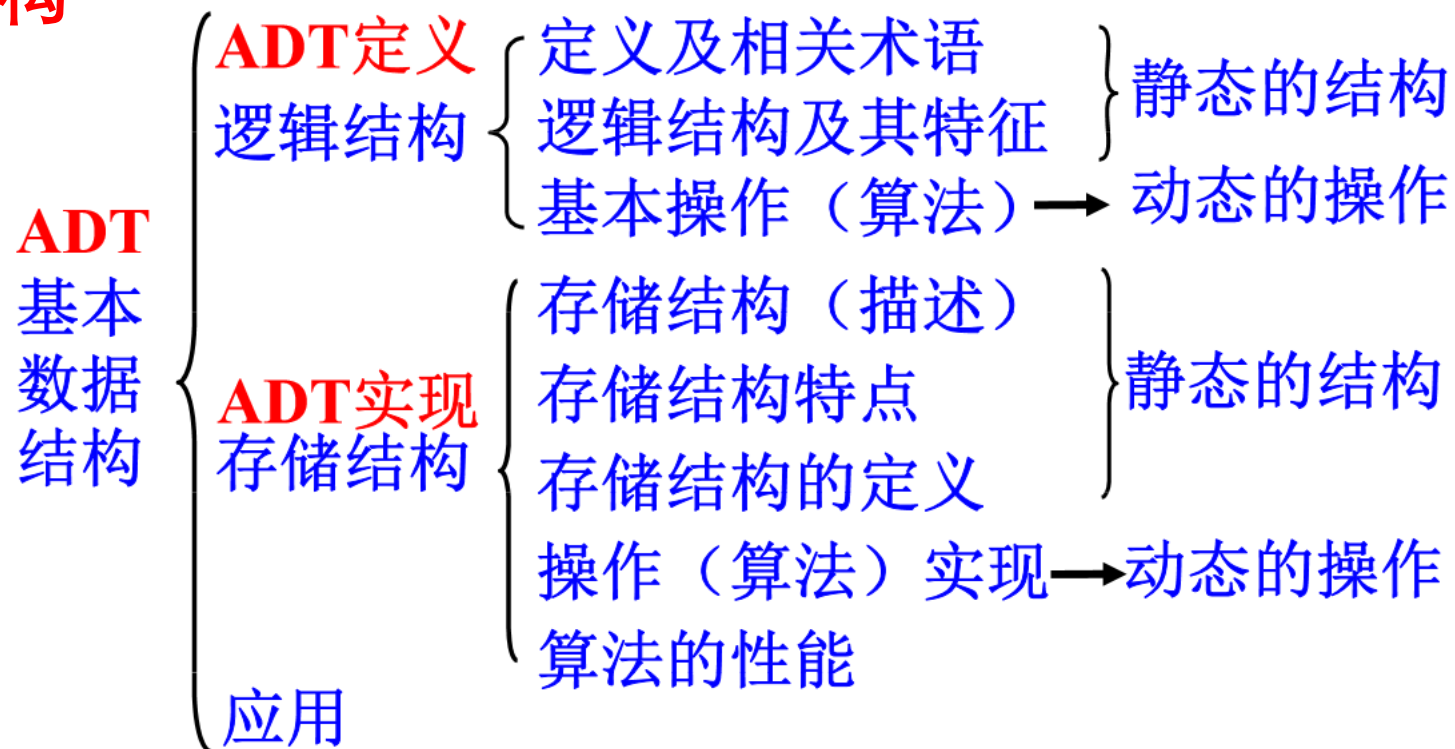 构
ADT
基本
数据
结构
ADT定义
逻辑结构
定义及相关术语
逻辑结构及其特征
基本操作（算法）
静态的结构
动态的操作
ADT实现
存储结构
存储结构（描述）
存储结构特点
存储结构的定义
操作（算法）实现
算法的性能
静态的结构
动态的操作
应用